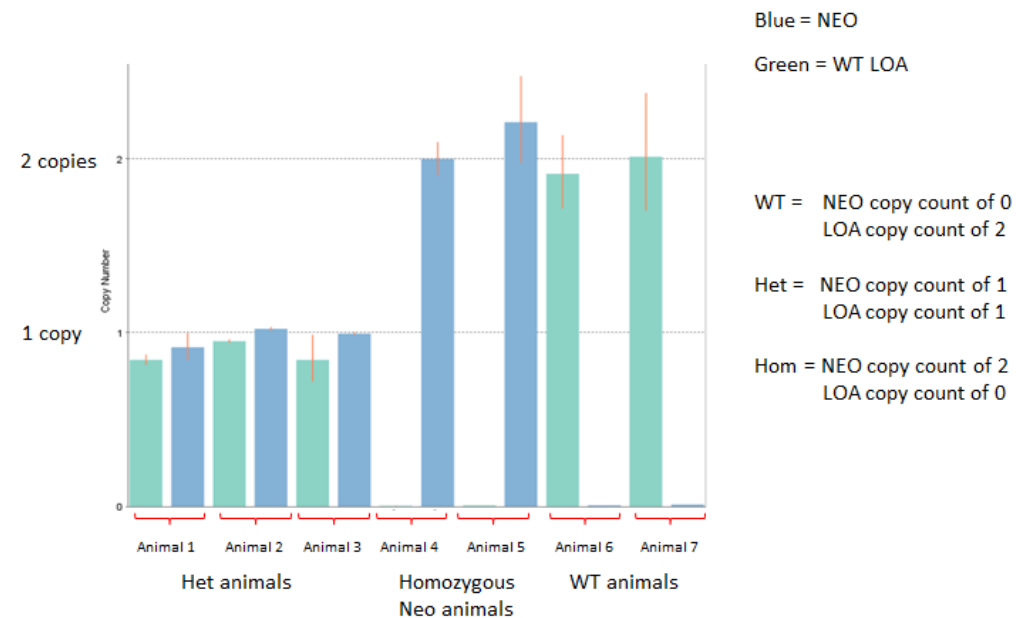 Blue = NEO
Green = WT LOA
2 copies
2
1 copy
1
0
Copy Number
WT = NEO copy count of 0
LOA copy count of 2
Het = NEO copy count of 1
LOA copy count of 1
Hom = NEO copy count of 2
LOA copy count of 0
Animal 1 Animal 2 Animal 3 Animal 4 Animal 5 Animal 6 Animal 7
Het animals
Homozygous
Neo animals
WT animals